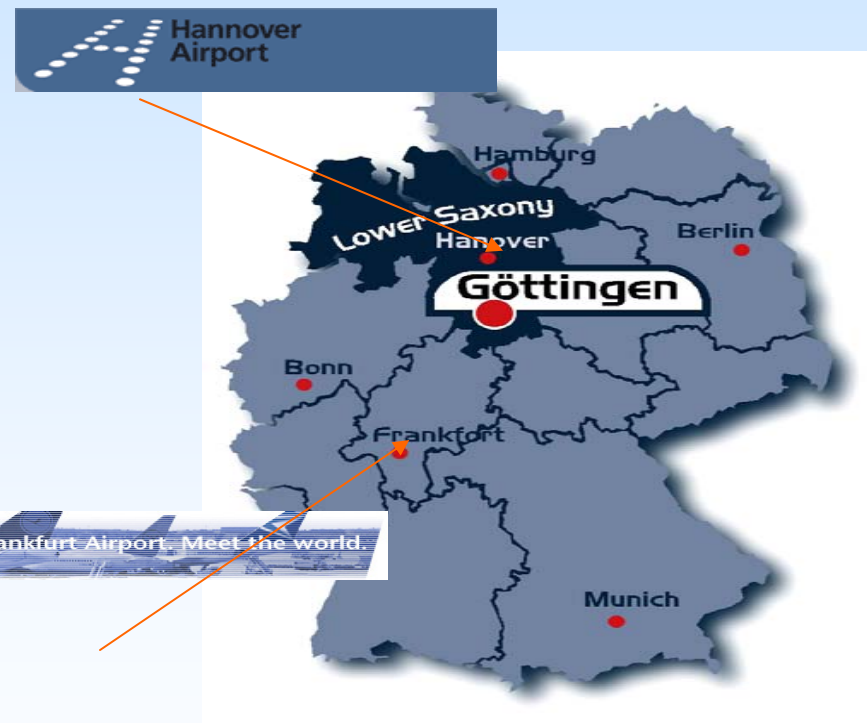 Hannover
Airport
Hamburg
Lower Saxony
Hanover
Berlin
Göttingen
Bonn
Frankfort
ankfurt Airport. Meet the world.
Munich